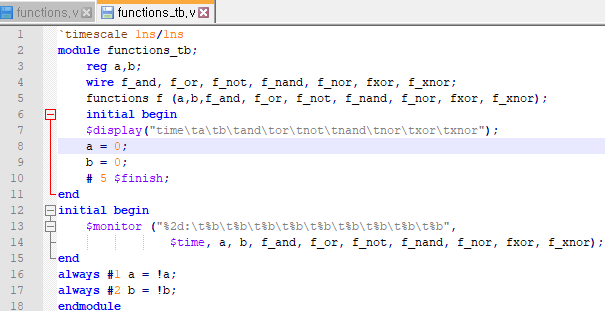 functions.v functions_tb.v
1 `timescale 1ns/1ns
2 module functions_tb;
3 reg a,b;
4 wire f_and, f_or, f_not, f_nand, f_nor, fxor, f_xnor;
5 functions f (a,b,f_and, f_or, f_not, f_nand, f_nor, fxor, f_xnor);
6 initial begin
7 $display("time\ta\tb\tand\tor\tnot\tnand\tnor\txor\txnor");
8 a = 0;
9 b = 0;
10 # 5 $finish;
11 end
12 initial begin
13 $monitor ("%2d:\t%b\t%b\t%b\t%b\t%b\t%b\t%b\t%b\t%b",
14 $time, a, b, f_and, f_or, f_not, f_nand, f_nor, fxor, f_xnor);
15 end
16 always #1 a = !a;
17 always #2 b = !b;
18 endmodule